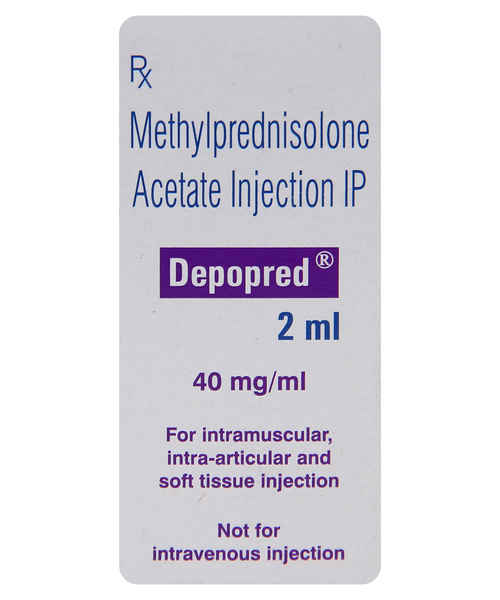 Rx
Methylprednisolone
Acetate Injection IP
Depopred®
2 ml
40 mg/ml
For intramuscular,
intra-articular and
soft tissue injection
Not for
intravenous injection